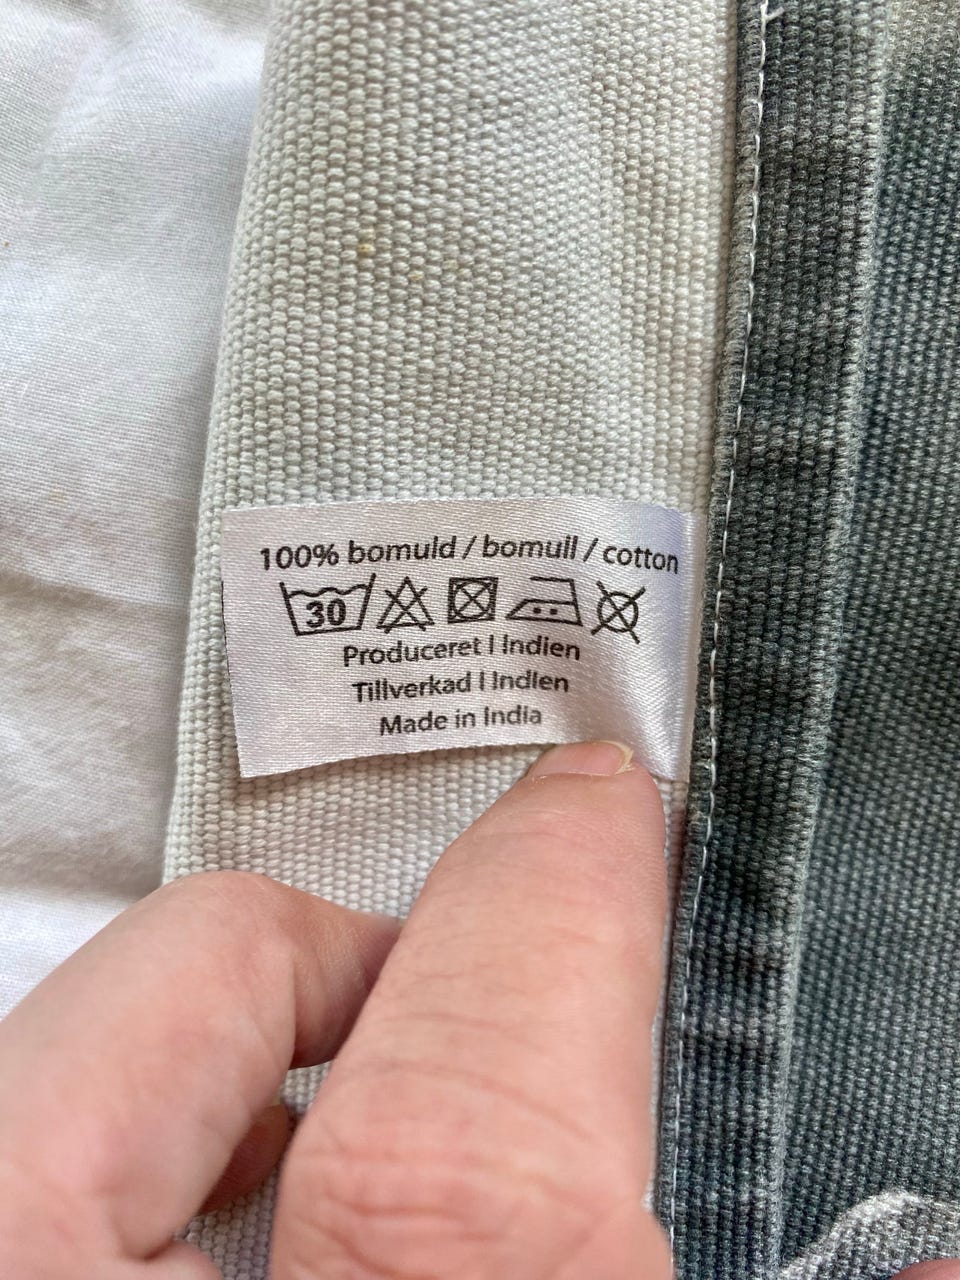 100% bomuld / bomull / cotton
30
Produceret I Indien
Tillverkad I Indien
Made in India